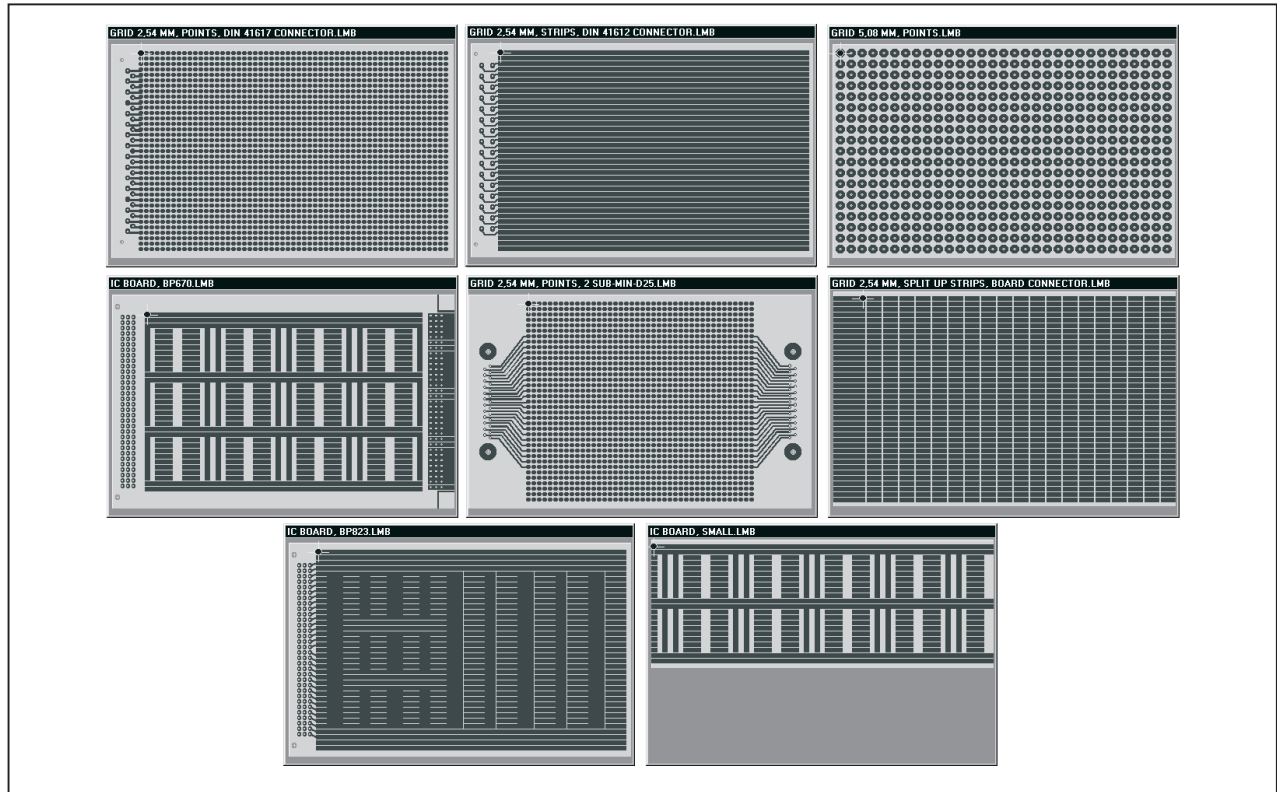 GRID 2,54 MM, POINTS, DIN 41617 CONNECTOR.LMB
GRID 2,54 MM, STRIPS, DIN 41612 CONNECTOR.LMB
GRID 5,08 MM, POINTS.LMB
IC BOARD, BP670.LMB
GRID 2,54 MM, POINTS, 2 SUB-MIN-D25.LMB
GRID 2,54 MM, SPLIT UP STRIPS, BOARD CONNECTOR.LMB
IC BOARD, BP823.LMB
IC BOARD, SMALL.LMB